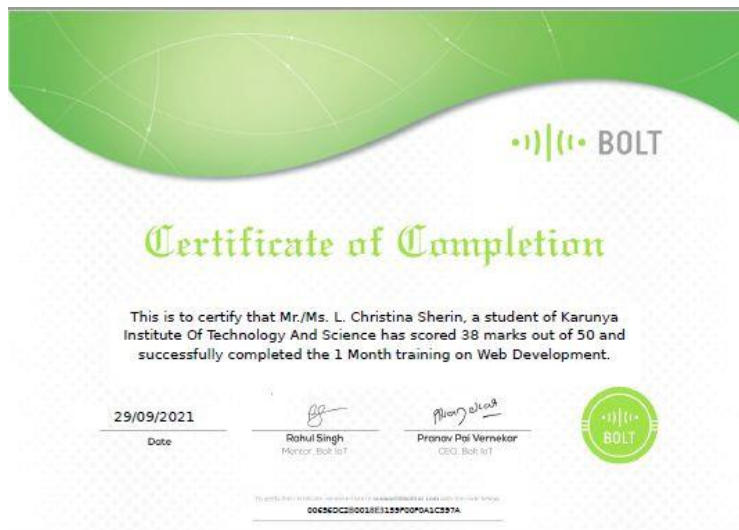 BOLT
Certificate of Completion
This is to certify that Mr./Ms. L. Christina Sherin, a student of Karunya
Institute Of Technology And Science has scored 38 marks out of 50 and
successfully completed the 1 Month training on Web Development.
29/09/2021
Date
Rahul Singh
Mentor, Bolt IoT
Pranav Pai Vernekar
CEO, Bolt IoT
BOLT